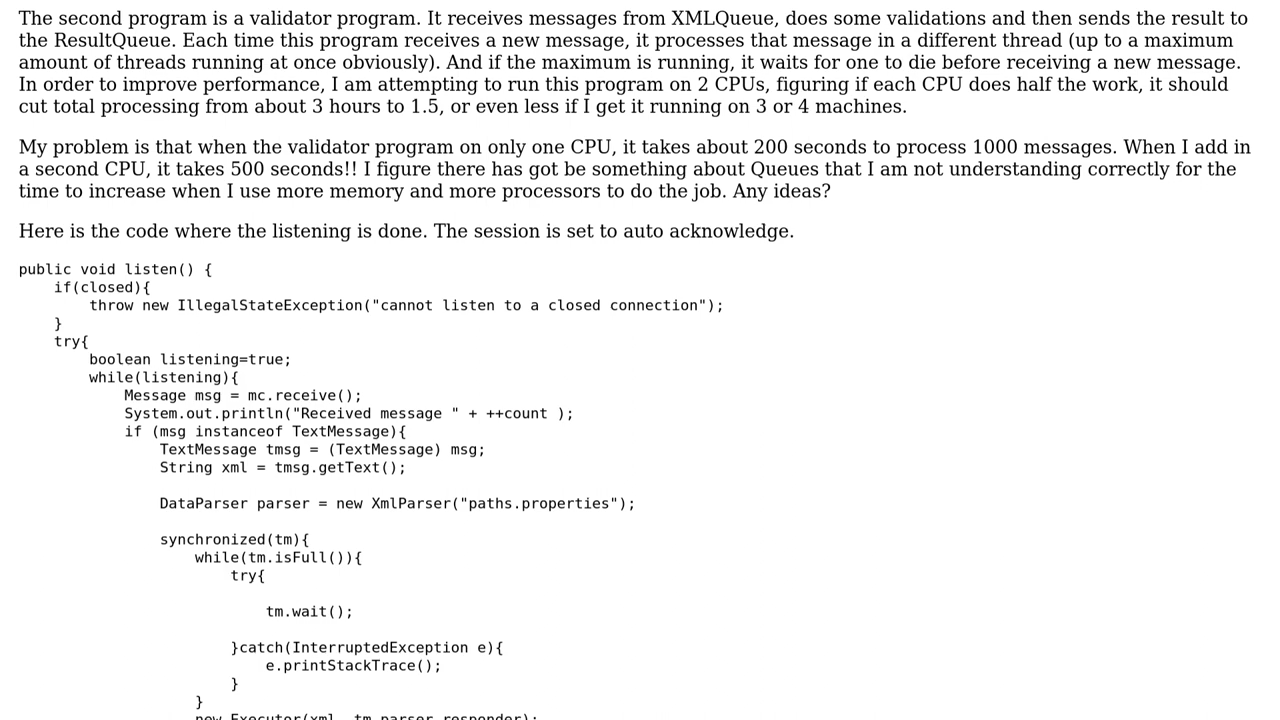 The second program is a validator program. It receives messages from XMLQueue, does some validations and then sends the result to
the ResultQueue. Each time this program receives a new message, it processes that message in a different thread (up to a maximum
amount of threads running at once obviously). And if the maximum is running, it waits for one to die before receiving a new message.
In order to improve performance, I am attempting to run this program on 2 CPUs, figuring if each CPU does half the work, it should
cut total processing from about 3 hours to 1.5, or even less if I get it running on 3 or 4 machines.
My problem is that when the validator program on only one CPU, it takes about 200 seconds to process 1000 messages. When I add in
a second CPU, it takes 500 seconds!! I figure there has got be something about Queues that I am not understanding correctly for the
time to increase when I use more memory and more processors to do the job. Any ideas?
Here is the code where the listening is done. The session is set to auto acknowledge.
public void listen() {
    if(closed){
        throw new IllegalStateException("cannot listen to a closed connection");
    }
    try{
        boolean listening=true;
        while(listening){
            Message msg = mc.receive();
            System.out.println("Received message " + ++count );
            if (msg instanceof TextMessage){
                TextMessage tmsg = (TextMessage) msg;
                String xml = tmsg.getText();
                DataParser parser = new XmlParser("paths.properties");
                synchronized(tm){
                    while(tm.isFull()){
                        try{
                            tm.wait();
                        }catch(InterruptedException e){
                            e.printStackTrace();
                        }
                    }
                    new Executor(xml, tm,parser,responder);